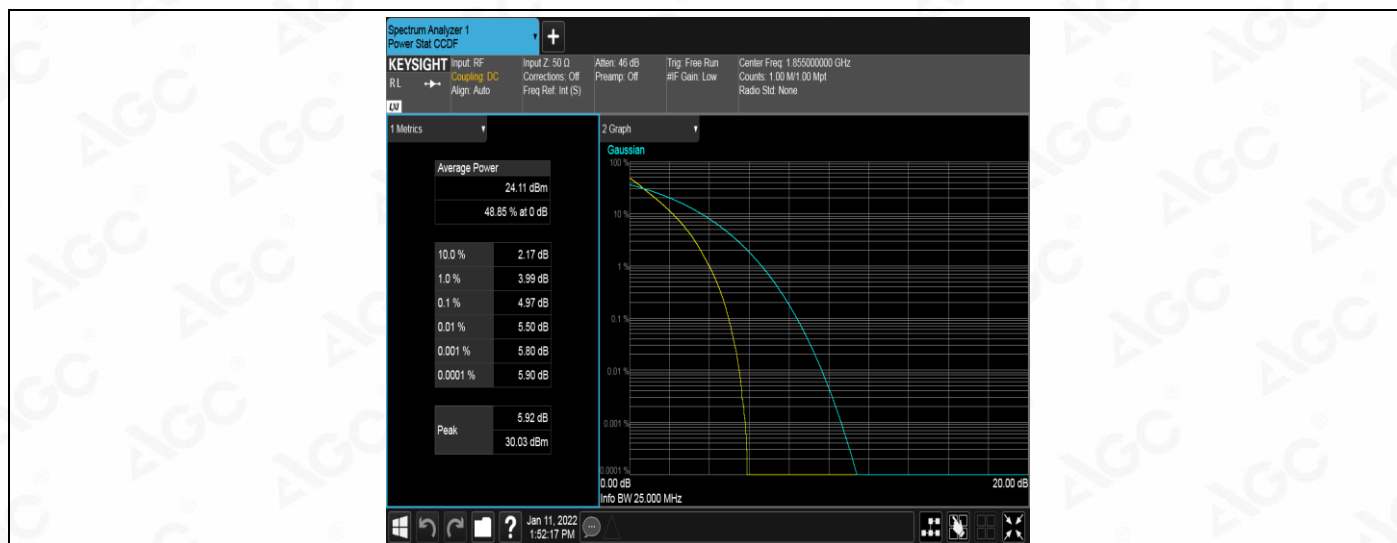 Spectrum Analyzer 1
Power Stat CCDF
KEYSIGHT
RL
LXI
Input: RF
Coupling: DC
Align: Auto
Input Z: 50 Ω
Corrections: Off
Freq Ref: Int (S)
Atten: 46 dB
Preamp: Off
Trig: Free Run
#IF Gain: Low
Center Freq: 1.855000000 GHz
Counts: 1.00 M/1.00 Mpt
Radio Std: None
1 Metrics
Average Power
24.11 dBm
48.85 % at 0 dB
10.0 % 2.17 dB
1.0 % 3.99 dB
0.1 % 4.97 dB
0.01 % 5.50 dB
0.001 % 5.80 dB
0.0001 % 5.90 dB
Peak
5.92 dB
30.03 dBm
2 Graph
Gaussian
100 %
10 %
1 %
0.1 %
0.01 %
0.001 %
0.0001 %
0.00 dB 20.00 dB
Info BW 25.000 MHz
Jan 11, 2022
1:52:17 PM
AGC